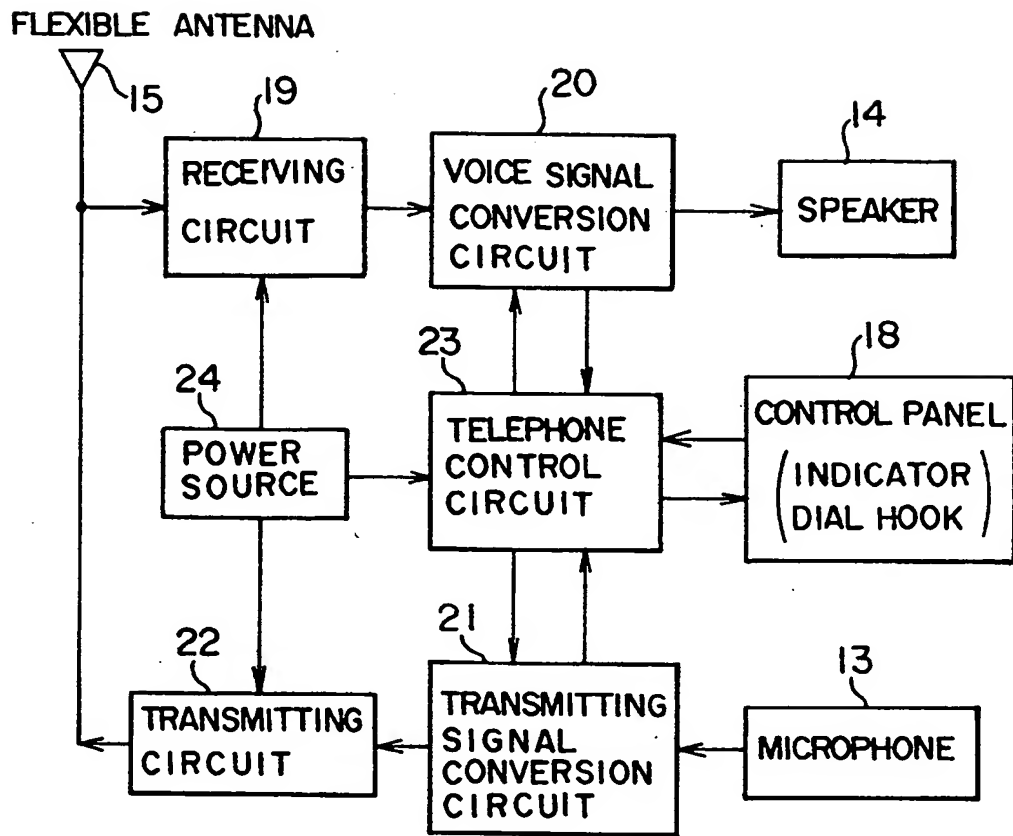 FLEXIBLE ANTENNA
15
19
RECEIVING
CIRCUIT
20
VOICE SIGNAL
CONVERSION
CIRCUIT
14
SPEAKER
24
POWER
SOURCE
23
TELEPHONE
CONTROL
CIRCUIT
18
CONTROL PANEL
(INDICATOR
DIAL HOOK)
22
TRANSMITTING
CIRCUIT
21
TRANSMITTING
SIGNAL
CONVERSION
CIRCUIT
13
MICROPHONE